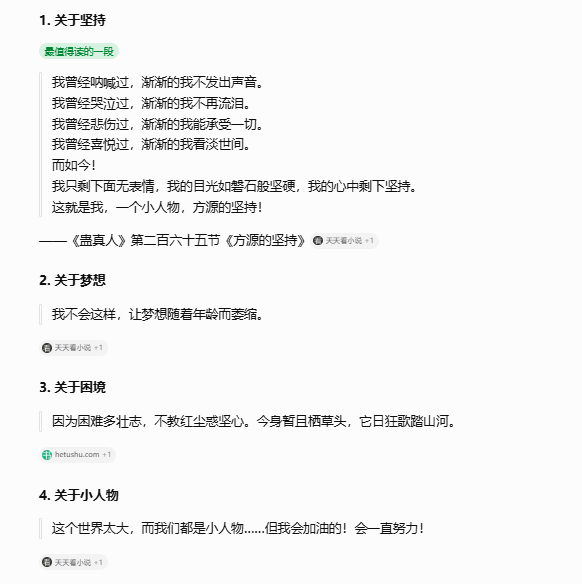 1. 关于坚持
最值得读的一段
我曾经呐喊过，渐渐的我不发出声音。
我曾经哭泣过，渐渐的我不再流泪。
我曾经悲伤过，渐渐的我能承受一切。
我曾经喜悦过，渐渐的我看淡世间。
而如今！
我只剩下面无表情，我的目光如磐石般坚硬，我的心中剩下坚持。
这就是我，一个小人物，方源的坚持！
——《蛊真人》第二百六十五节《方源的坚持》 天天看小说 +1
2. 关于梦想
我不会这样，让梦想随着年龄而萎缩。
天天看小说 +1
3. 关于困境
因为困难多壮志，不教红尘惑坚心。今身暂且栖草头，它日狂歌踏山河。
hetushu.com +1
4. 关于小人物
这个世界太大，而我们都是小人物……但我会加油的！会一直努力！
天天看小说 +1